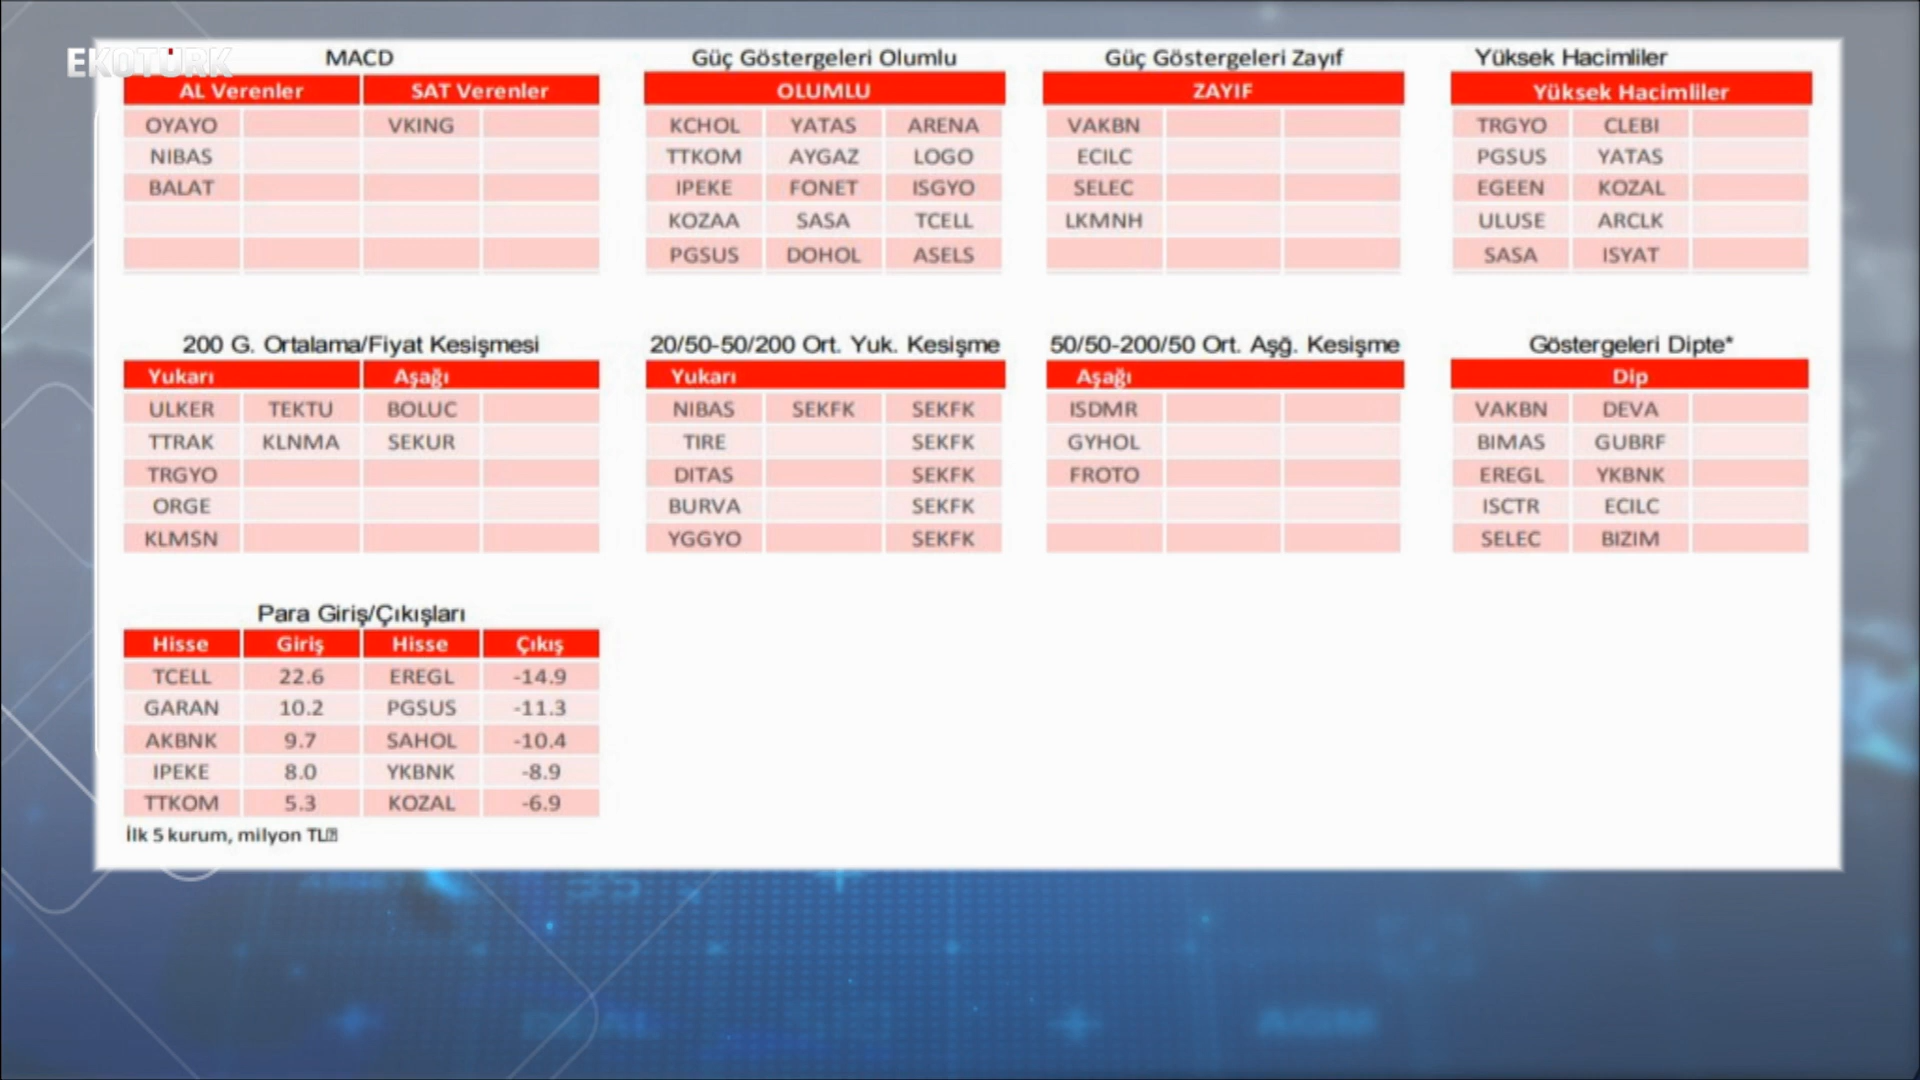 EKOTÜRK
MACD
AL Verenler SAT Verenler
OYAYO VKING
NIBAS
BALAT
Güç Göstergeleri Olumlu
OLUMLU
KCHOL YATAS ARENA
TTKOM AYGAZ LOGO
IPEKE FONET ISGYO
KOZAA SASA TCELL
PGSUS DOHOL ASELS
Güç Göstergeleri Zayıf
ZAYIF
VAKBN
ECILC
SELEC
LKMNH
Yüksek Hacimliler
Yüksek Hacimliler
TRGYO CLEBI
PGSUS YATAS
EGEEN KOZAL
ULUSE ARCLK
SASA ISYAT
200 G. Ortalama/Fiyat Kesişmesi
Yukarı Aşağı
ULKER TEKTU BOLUC
TTRAK KLNMA SEKUR
TRGYO
ORGE
KLMSN
20/50-50/200 Ort. Yuk. Kesişme
Yukarı
NIBAS SEKFK SEKFK
TIRE SEKFK
DITAS SEKFK
BURVA SEKFK
YGGYO SEKFK
50/50-200/50 Ort. Aşğ. Kesişme
Aşağı
ISDMR
GYHOL
FROTO
Göstergeleri Dipte*
Dip
VAKBN DEVA
BIMAS GUBRF
EREGL YKBNK
ISCTR ECILC
SELEC BIZIM
Para Giriş/Çıkışları
Hisse Giriş Hisse Çıkış
TCELL 22.6 EREGL -14.9
GARAN 10.2 PGSUS -11.3
AKBNK 9.7 SAHOL -10.4
IPEKE 8.0 YKBNK -8.9
TTKOM 5.3 KOZAL -6.9
İlk 5 kurum, milyon TL